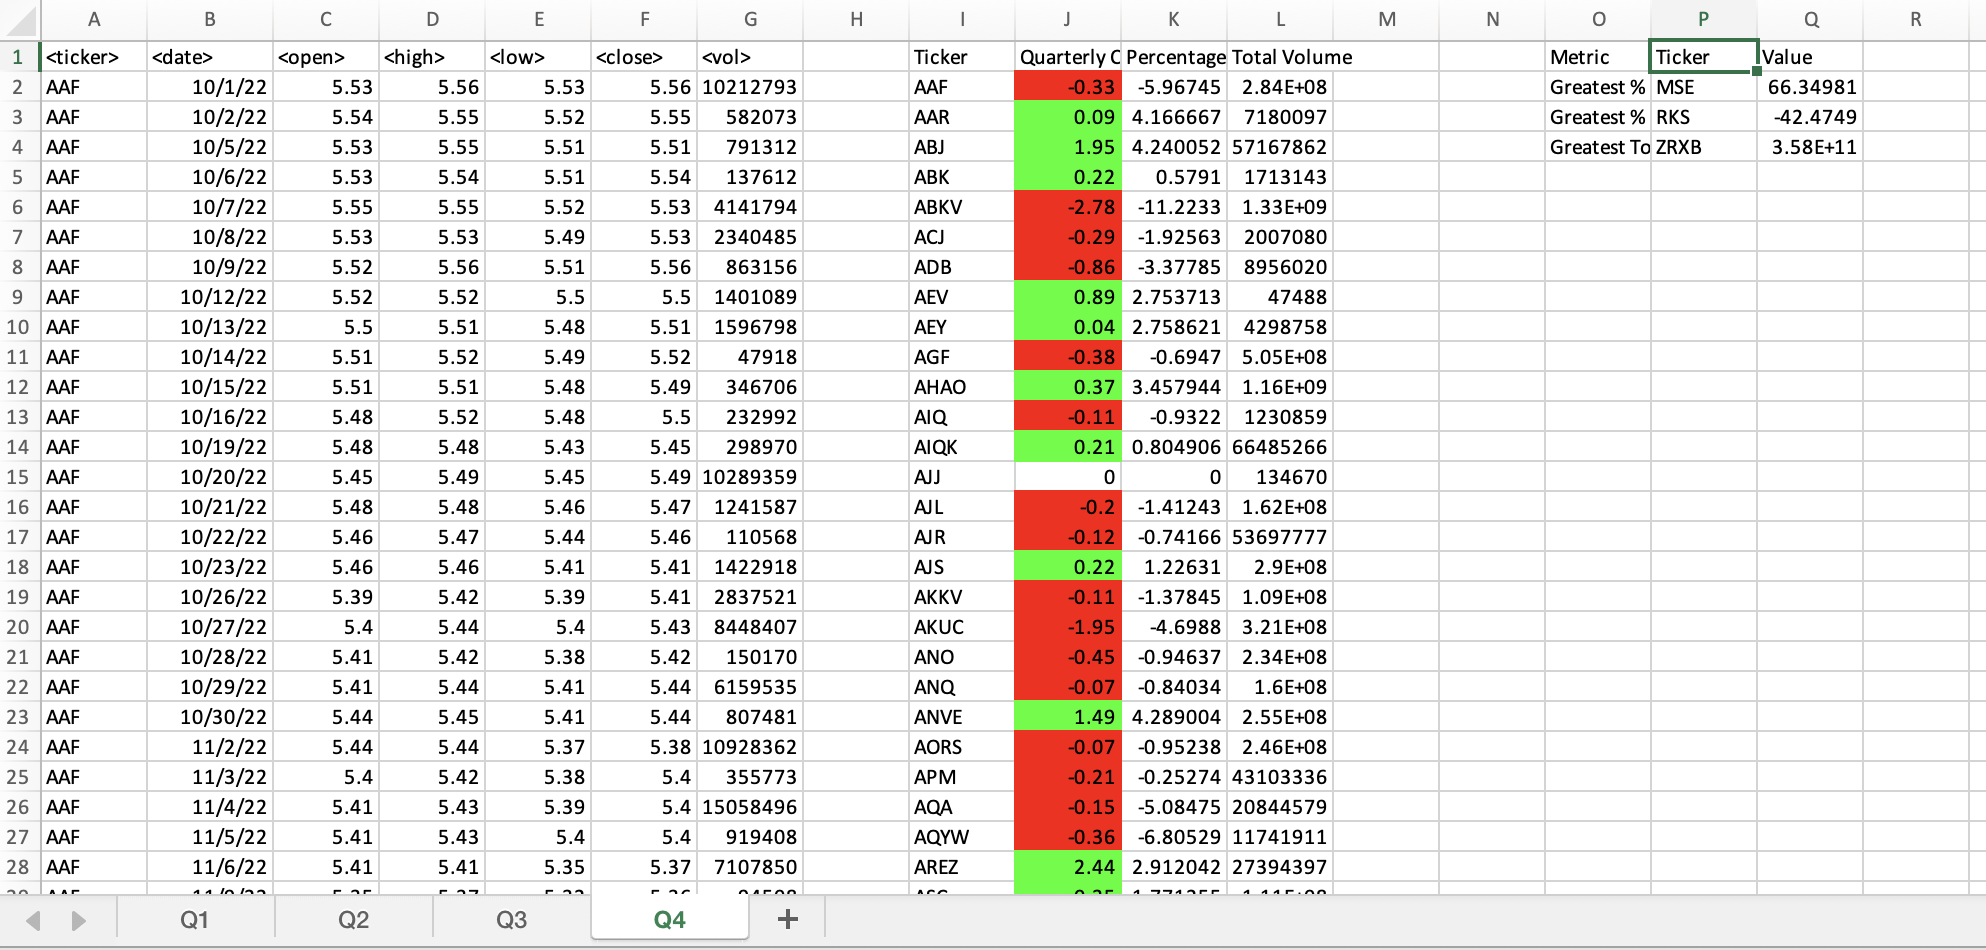 A B C D E F G H I J K L M N O P Q R
1 <ticker> <date> <open> <high> <low> <close> <vol> Ticker Quarterly C Percentage Total Volume Metric Ticker Value
2 AAF 10/1/22 5.53 5.56 5.53 5.56 10212793 AAF -0.33 -5.96745 2.84E+08 Greatest % MSE 66.34981
3 AAF 10/2/22 5.54 5.55 5.52 5.55 582073 AAR 0.09 4.166667 7180097 Greatest % RKS -42.4749
4 AAF 10/5/22 5.53 5.55 5.51 5.51 791312 ABJ 1.95 4.240052 57167862 Greatest To ZRXB 3.58E+11
5 AAF 10/6/22 5.53 5.54 5.51 5.54 137612 ABK 0.22 0.5791 1713143
6 AAF 10/7/22 5.55 5.55 5.52 5.53 4141794 ABKV -2.78 -11.2233 1.33E+09
7 AAF 10/8/22 5.53 5.53 5.49 5.53 2340485 ACJ -0.29 -1.92563 2007080
8 AAF 10/9/22 5.52 5.56 5.51 5.56 863156 ADB -0.86 -3.37785 8956020
9 AAF 10/12/22 5.52 5.52 5.5 5.5 1401089 AEV 0.89 2.753713 47488
10 AAF 10/13/22 5.5 5.51 5.48 5.51 1596798 AEY 0.04 2.758621 4298758
11 AAF 10/14/22 5.51 5.52 5.49 5.52 47918 AGF -0.38 -0.6947 5.05E+08
12 AAF 10/15/22 5.51 5.51 5.48 5.49 346706 AHAO 0.37 3.457944 1.16E+09
13 AAF 10/16/22 5.48 5.52 5.48 5.5 232992 AIQ -0.11 -0.9322 1230859
14 AAF 10/19/22 5.48 5.48 5.43 5.45 298970 AIQK 0.21 0.804906 66485266
15 AAF 10/20/22 5.45 5.49 5.45 5.49 10289359 AJJ 0 0 134670
16 AAF 10/21/22 5.48 5.48 5.46 5.47 1241587 AJL -0.2 -1.41243 1.62E+08
17 AAF 10/22/22 5.46 5.47 5.44 5.46 110568 AJR -0.12 -0.74166 53697777
18 AAF 10/23/22 5.46 5.46 5.41 5.41 1422918 AJS 0.22 1.22631 2.9E+08
19 AAF 10/26/22 5.39 5.42 5.39 5.41 2837521 AKKV -0.11 -1.37845 1.09E+08
20 AAF 10/27/22 5.4 5.44 5.4 5.43 8448407 AKUC -1.95 -4.6988 3.21E+08
21 AAF 10/28/22 5.41 5.42 5.38 5.42 150170 ANO -0.45 -0.94637 2.34E+08
22 AAF 10/29/22 5.41 5.44 5.41 5.44 6159535 ANQ -0.07 -0.84034 1.6E+08
23 AAF 10/30/22 5.44 5.45 5.41 5.44 807481 ANVE 1.49 4.289004 2.55E+08
24 AAF 11/2/22 5.44 5.44 5.37 5.38 10928362 AORS -0.07 -0.95238 2.46E+08
25 AAF 11/3/22 5.4 5.42 5.38 5.4 355773 APM -0.21 -0.25274 43103336
26 AAF 11/4/22 5.41 5.43 5.39 5.4 15058496 AQA -0.15 -5.08475 20844579
27 AAF 11/5/22 5.41 5.43 5.4 5.4 919408 AQYW -0.36 -6.80529 11741911
28 AAF 11/6/22 5.41 5.41 5.35 5.37 7107850 AREZ 2.44 2.912042 27394397
Q1 Q2 Q3 Q4 +